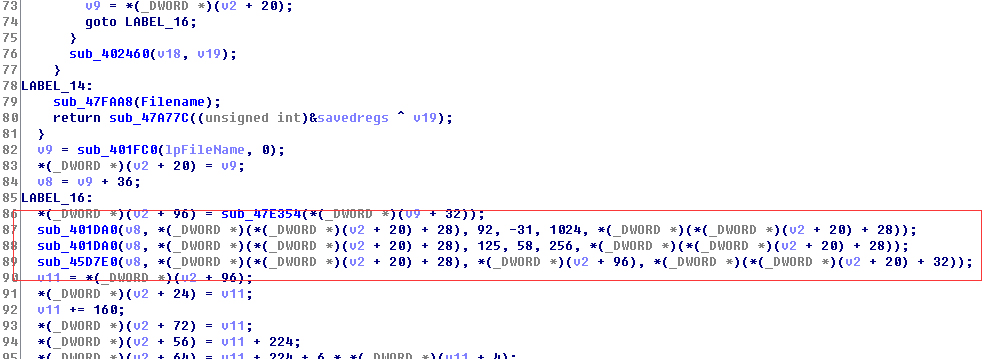 73 v9 = *(_DWORD *)(v2 + 20);
74 goto LABEL_16;
75 }
76 sub_402460(v18, v19);
77 }
78 LABEL_14:
79 sub_47FAA8(Filename);
80 return sub_47A77C((unsigned int)&savedregs ^ v19);
81 }
82 v9 = sub_401FC0(lpFileName, 0);
83 *(_DWORD *)(v2 + 20) = v9;
84 v8 = v9 + 36;
85 LABEL_16:
86 *(_DWORD *)(v2 + 96) = sub_47E354(*(_DWORD *)(v9 + 32));
87 sub_401DA0(v8, *(_DWORD *)(*(_DWORD *)(v2 + 20) + 28), 92, -31, 1024, *(_DWORD *)(*(_DWORD *)(v2 + 20) + 28));
88 sub_401DA0(v8, *(_DWORD *)(*(_DWORD *)(v2 + 20) + 28), 125, 58, 256, *(_DWORD *)(*(_DWORD *)(v2 + 20) + 28));
89 sub_45D7E0(v8, *(_DWORD *)(*(_DWORD *)(v2 + 20) + 28), *(_DWORD *)(v2 + 96), *(_DWORD *)(*(_DWORD *)(v2 + 20) + 32));
90 v11 = *(_DWORD *)(v2 + 96);
91 *(_DWORD *)(v2 + 24) = v11;
92 v11 += 160;
93 *(_DWORD *)(v2 + 72) = v11;
94 *(_DWORD *)(v2 + 56) = v11 + 224;
95 *(_DWORD *)(v2 + 64) = v11 + 224 + 6 * *(_DWORD *)(v11 + 4);